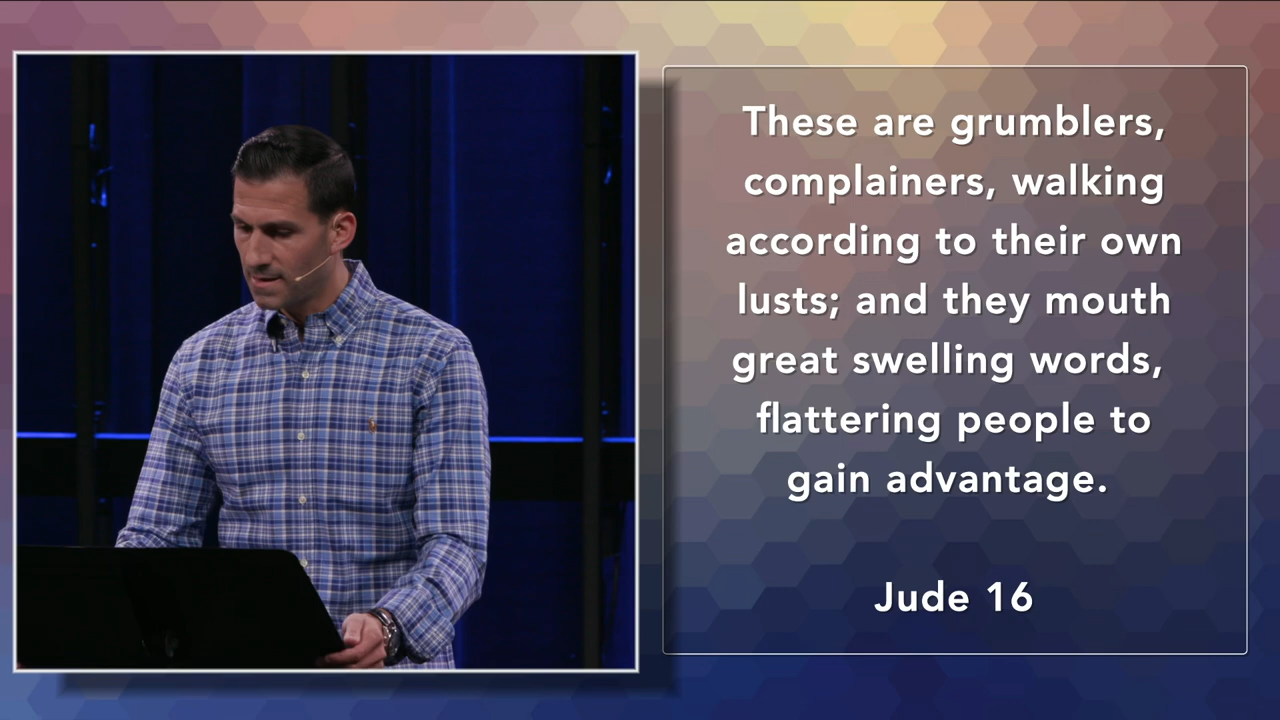 These are grumblers,
complainers, walking
according to their own
lusts; and they mouth
great swelling words,
flattering people to
gain advantage.
Jude 16